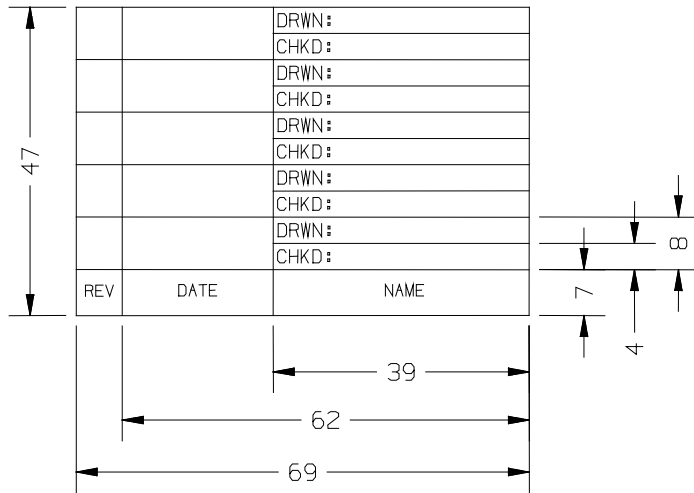 DRWN:
CHKD:
DRWN:
CHKD:
DRWN:
CHKD:
DRWN:
CHKD:
DRWN:
CHKD:
REV DATE NAME
47
8
7
4
39
62
69